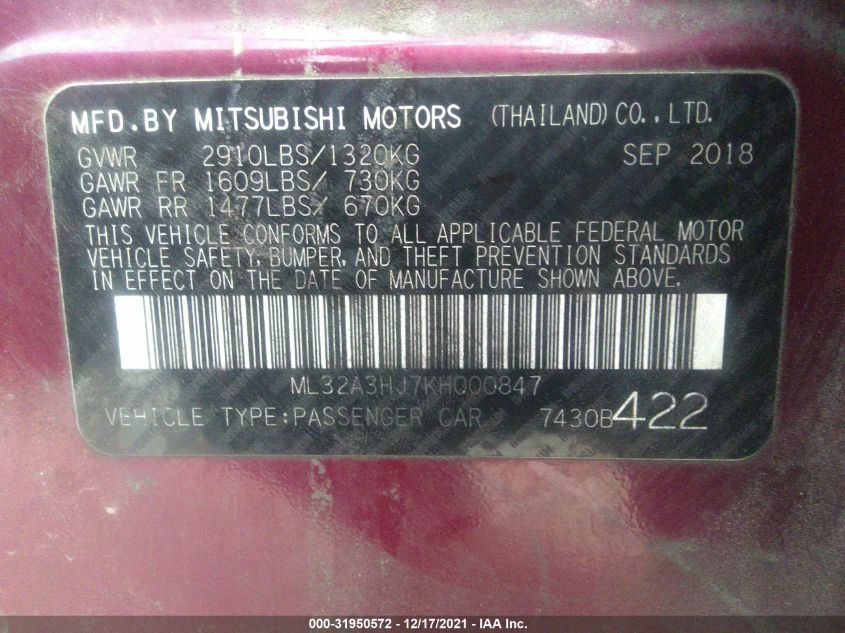 MFD.BY MITSUBISHI MOTORS (THAILAND) CO.,LTD.
GVWR 2910LBS/1320KG SEP 2018
GAWR FR 1609LBS/ 730KG
GAWR RR 1477LBS/ 670KG
THIS VEHICLE CONFORMS TO ALL APPLICABLE FEDERAL MOTOR
VEHICLE SAFETY, BUMPER, AND THEFT PREVENTION STANDARDS
IN EFFECT ON THE DATE OF MANUFACTURE SHOWN ABOVE.
ML32A3HJ7KH000847
VEHICLE TYPE:PASSENGER CAR 7430B422
000-31950572 - 12/17/2021 - IAA Inc.